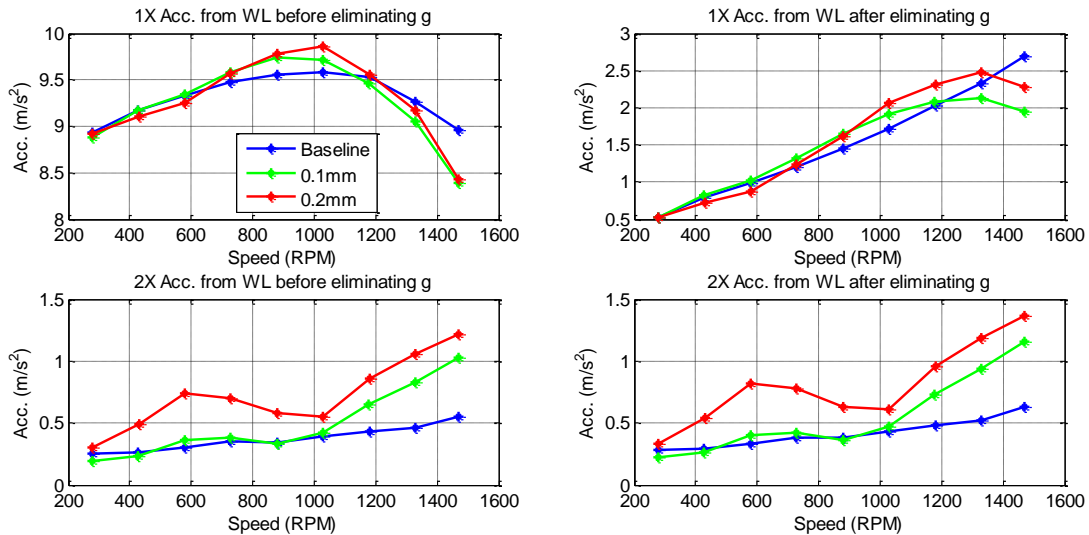 1X Acc. from WL before eliminating g
10
9.5
9
8.5
8
Acc. (m/s²)
200 400 600 800 1000 1200 1400 1600
Speed (RPM)
Baseline
0.1mm
0.2mm
1X Acc. from WL after eliminating g
3
2.5
2
1.5
1
0.5
Acc. (m/s²)
200 400 600 800 1000 1200 1400 1600
Speed (RPM)
2X Acc. from WL before eliminating g
1.5
1
0.5
0
Acc. (m/s²)
200 400 600 800 1000 1200 1400 1600
Speed (RPM)
2X Acc. from WL after eliminating g
1.5
1
0.5
0
Acc. (m/s²)
200 400 600 800 1000 1200 1400 1600
Speed (RPM)